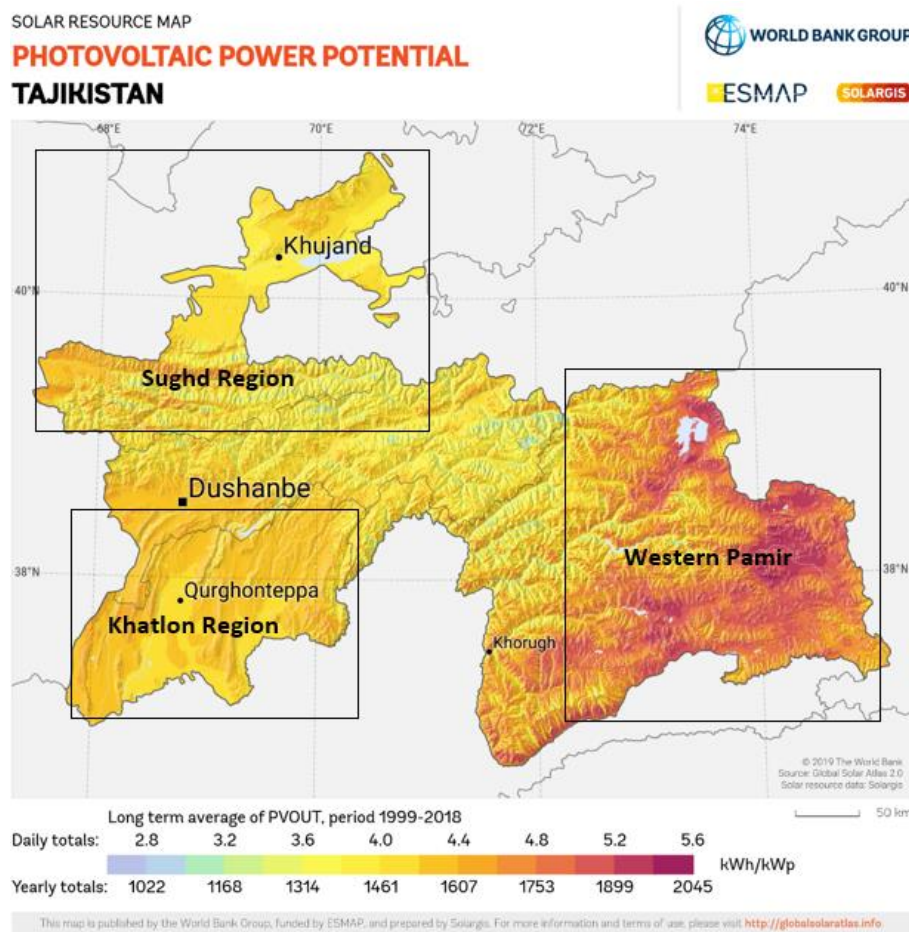 SOLAR RESOURCE MAP
PHOTOVOLTAIC POWER POTENTIAL
TAJIKISTAN
WORLD BANK GROUP
ESMAP
SOLARGIS
68°E 70°E 72°E 74°E
Khujand
40°N 40°N
Sughd Region
Dushanbe
38°N Western Pamir 38°N
Qurghonteppa
Khatlon Region
Khorugh
© 2019 The World Bank
Source: Global Solar Atlas 2.0
Solar resource data: Solargis
50 km
Long term average of PVOUT, period 1999-2018
Daily totals: 2.8 3.2 3.6 4.0 4.4 4.8 5.2 5.6
kWh/kWp
Yearly totals: 1022 1168 1314 1461 1607 1753 1899 2045
This map is published by the World Bank Group, funded by ESMAP, and prepared by Solargis. For more information and terms of use, please visit http://globalsolaratlas.info